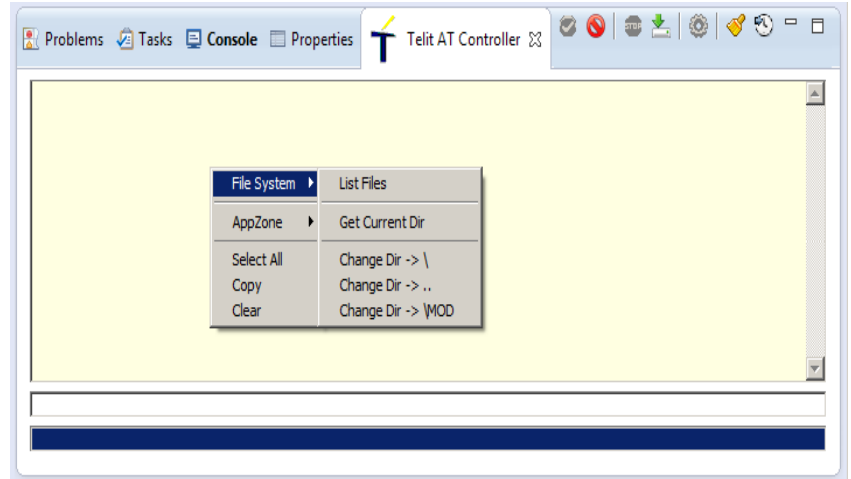 Problems Tasks Console Properties Telit AT Controller STOP
File System List Files
AppZone Get Current Dir
Select All Change Dir -> \
Copy Change Dir -> ..
Clear Change Dir -> \MOD